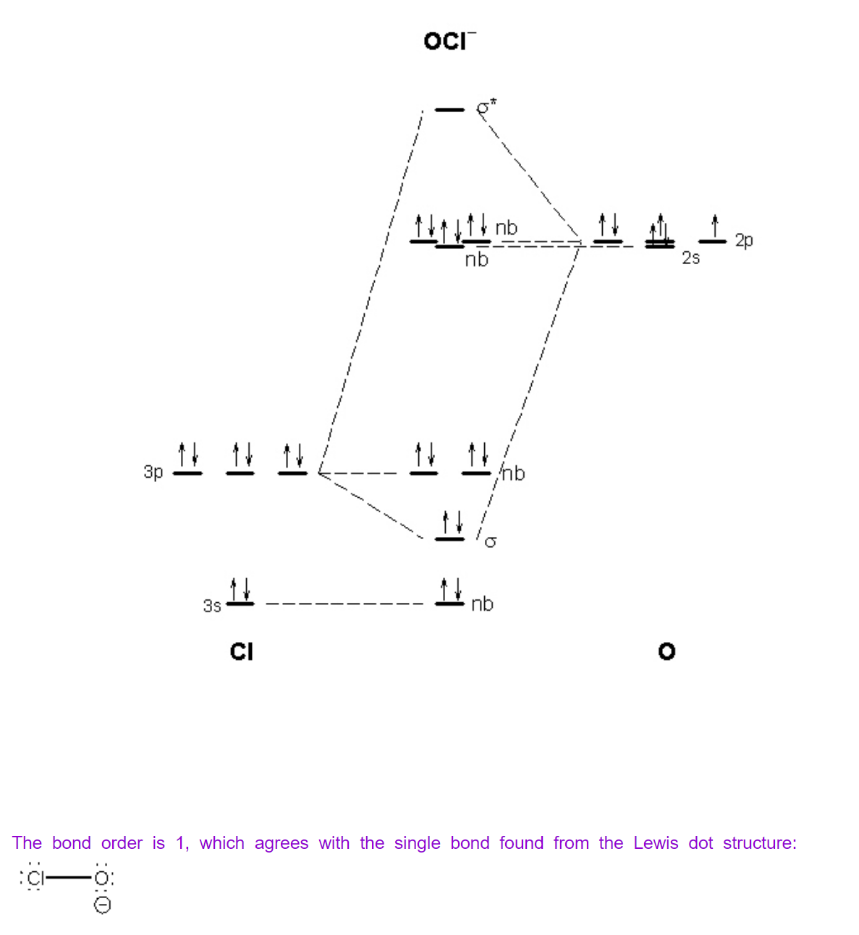 OCl⁻
σ*
nb
nb
2p
2s
3p
nb
σ
3s
nb
Cl
O
The bond order is 1, which agrees with the single bond found from the Lewis dot structure:
:Cl—O:
⊖